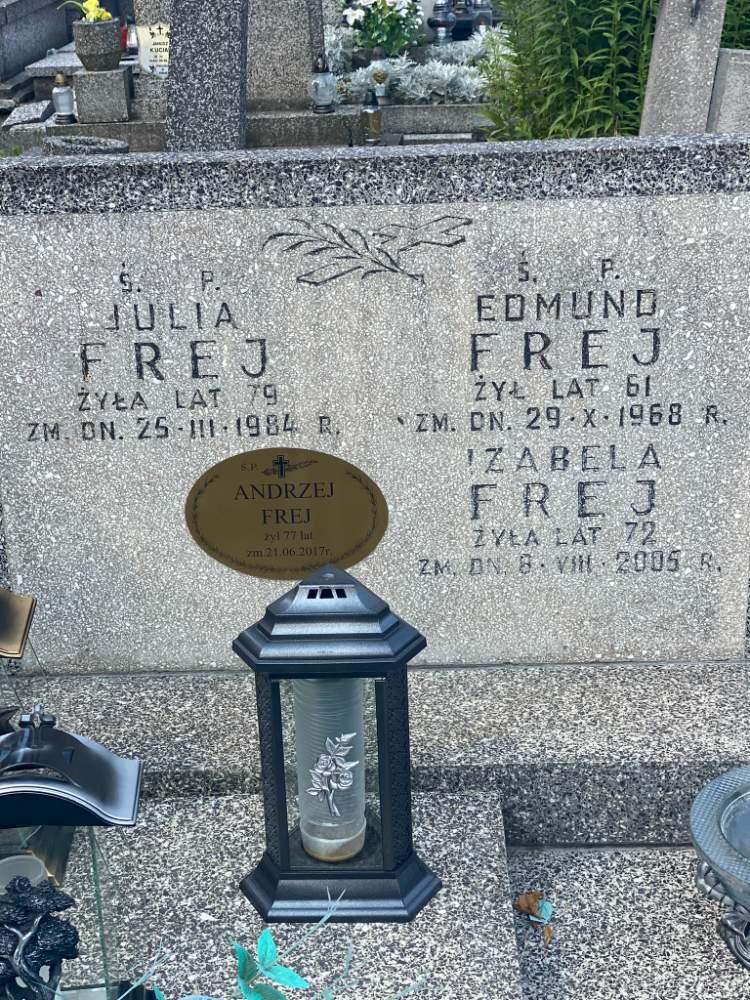 Ś. P.
JULIA
FREJ
ŻYŁA LAT 79
ZM. DN. 25·III·1984 R.
Ś. P.
EDMUND
FREJ
ŻYŁ LAT 61
ZM. DN. 29·X·1968 R.
IZABELA
FREJ
ŻYŁA LAT 72
ZM. DN. 8·VIII·2005 R.
Ś.P.
ANDRZEJ
FREJ
żył 77 lat
zm.21.06.2017r.